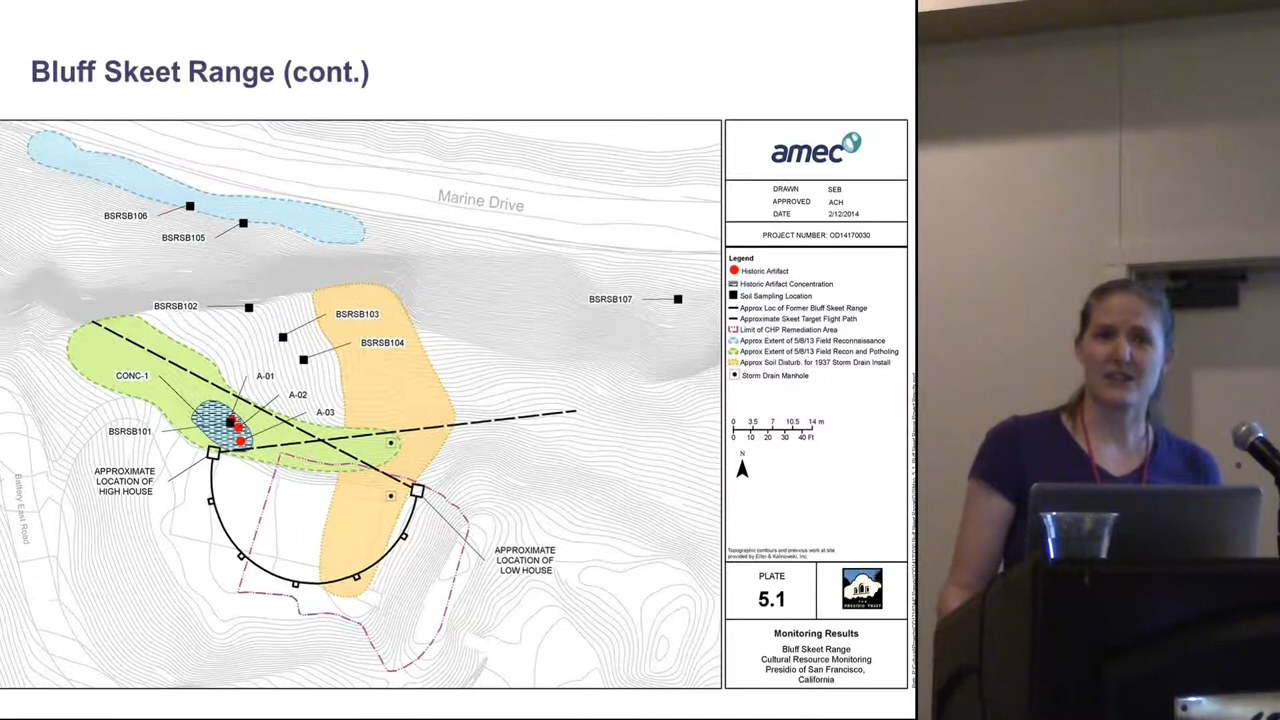 Bluff Skeet Range (cont.)
Marine Drive
BSRSB106
BSRSB105
BSRSB102
BSRSB107
BSRSB103
BSRSB104
CONC-1
A-01
A-02
A-03
BSRSB101
APPROXIMATE
LOCATION OF
HIGH HOUSE
Battery East Road
APPROXIMATE
LOCATION OF
LOW HOUSE
amec
DRAWN SEB
APPROVED ACH
DATE 2/12/2014
PROJECT NUMBER: OD14170030
Legend
Historic Artifact
Historic Artifact Concentration
Soil Sampling Location
Approx Loc of Former Bluff Skeet Range
Approximate Skeet Target Flight Path
Limit of CHP Remediation Area
Approx Extent of 5/8/13 Field Reconnaissance
Approx Extent of 5/8/13 Field Recon and Potholing
Approx Soil Disturb. for 1937 Storm Drain Install
Storm Drain Manhole
0 3.5 7 10.5 14 m
0 10 20 30 40 Ft
N
Topographic contours and previous work at site
provided by Eiler & Kalinowski, Inc.
PLATE
5.1
THE
PRESIDIO TRUST
Monitoring Results
Bluff Skeet Range
Cultural Resource Monitoring
Presidio of San Francisco,
California